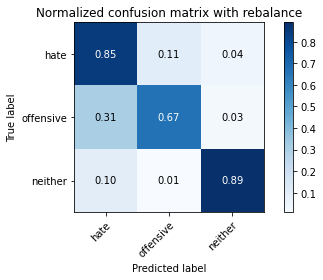 Normalized confusion matrix with rebalance
True label
hate 0.85 0.11 0.04
offensive 0.31 0.67 0.03
neither 0.10 0.01 0.89
hate offensive neither
Predicted label
0.8
0.7
0.6
0.5
0.4
0.3
0.2
0.1